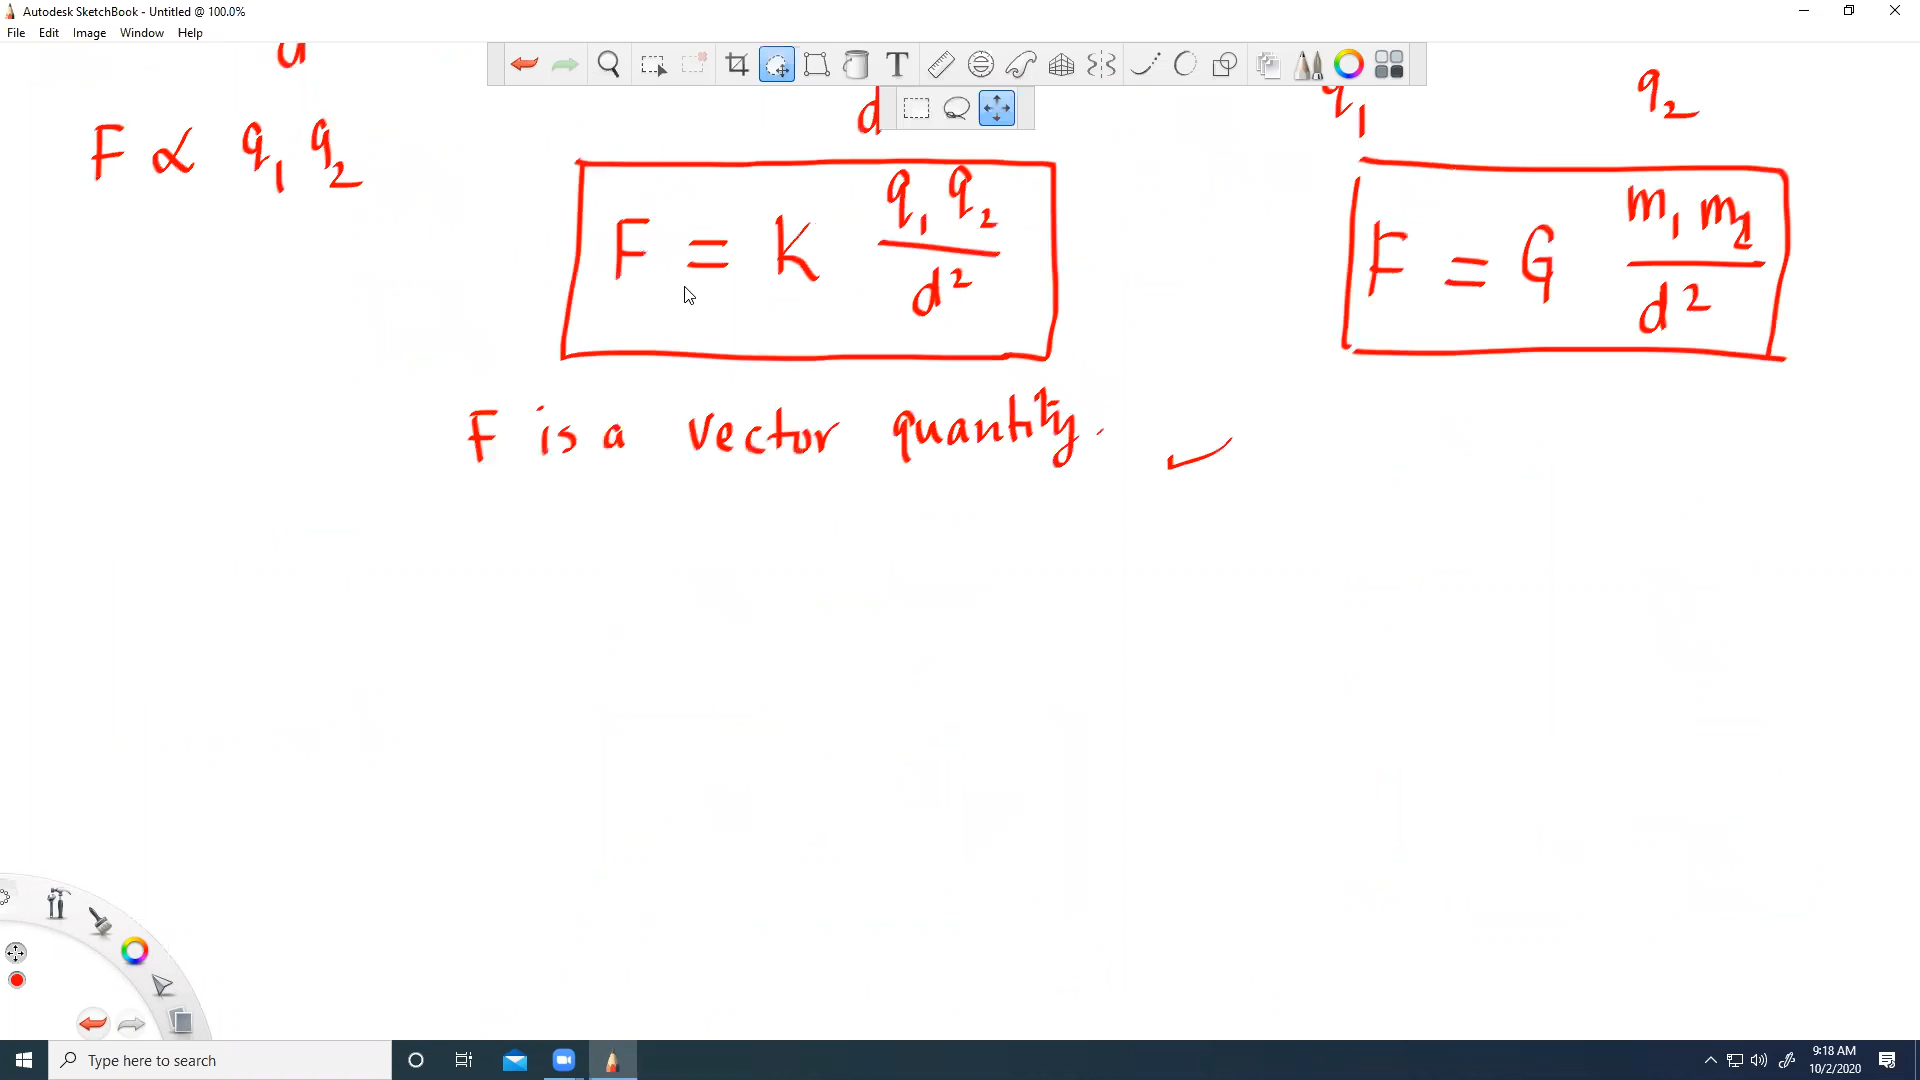 Autodesk SketchBook - Untitled @ 100.0%
File Edit Image Window Help
T
d
q₁ q₂
F ∝ q₁ q₂
F = K q₁ q₂ / d²
F = G m₁ m₂ / d²
F is a vector quantity.
Type here to search
9:18 AM
10/2/2020